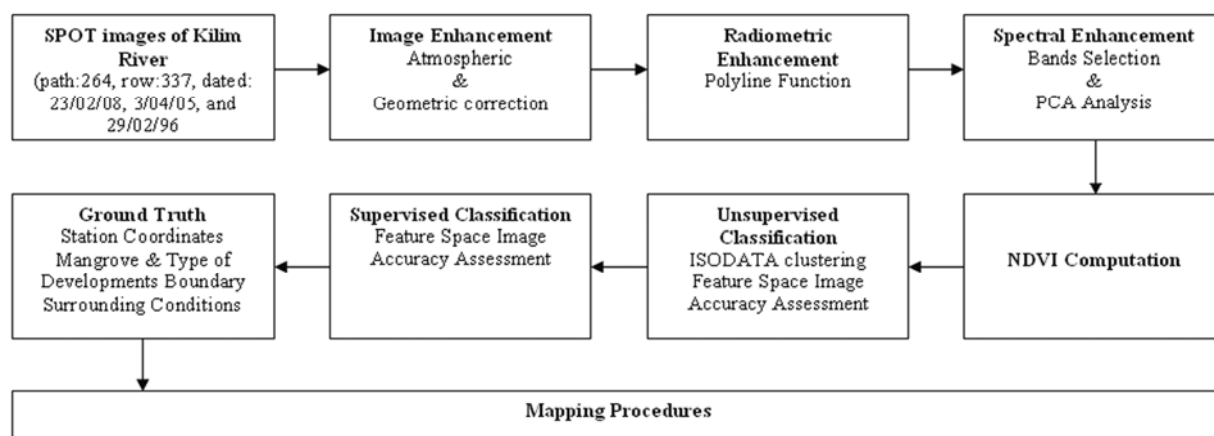 SPOT images of Kilim
River
(path:264, row:337, dated:
23/02/08, 3/04/05, and
29/02/96
Image Enhancement
Atmospheric
&
Geometric correction
Radiometric
Enhancement
Polyline Function
Spectral Enhancement
Bands Selection
&
PCA Analysis
Ground Truth
Station Coordinates
Mangrove & Type of
Developments Boundary
Surrounding Conditions
Supervised Classification
Feature Space Image
Accuracy Assessment
Unsupervised
Classification
ISODATA clustering
Feature Space Image
Accuracy Assessment
NDVI Computation
Mapping Procedures